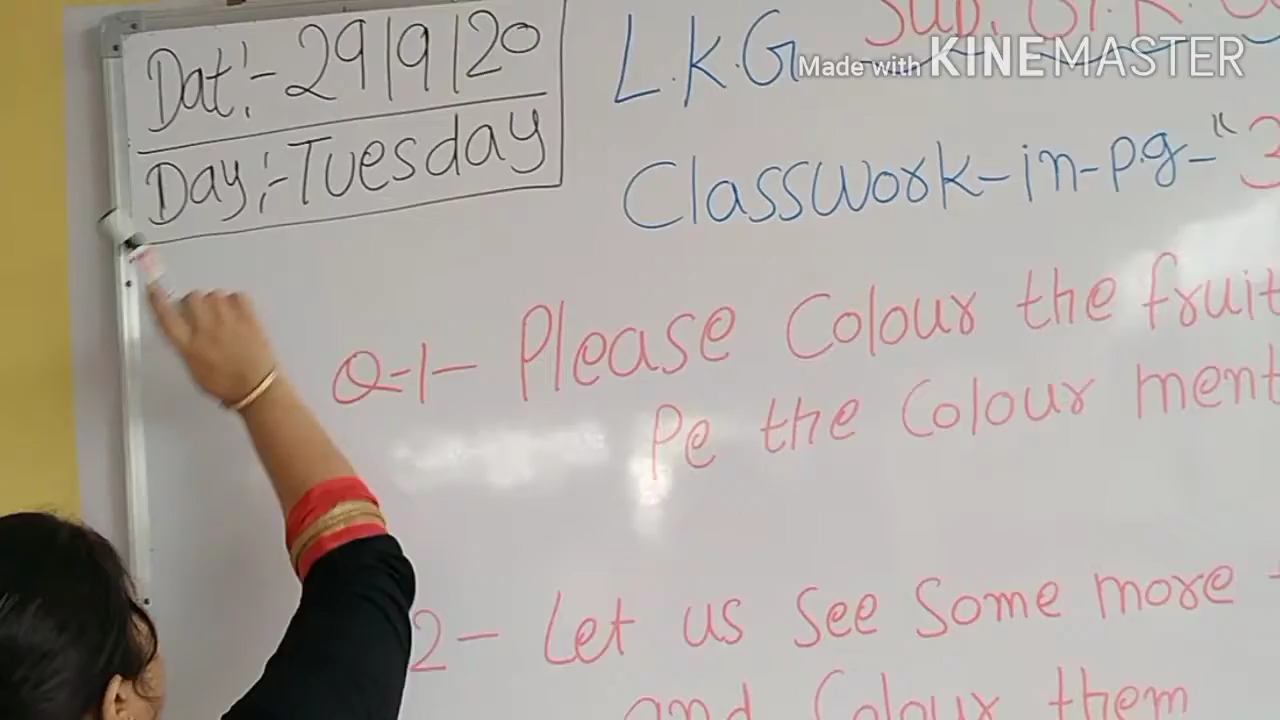 Dat:- 29/9/20
Day:- Tuesday
L.K.G
Made with KINEMASTER
Classwork-in-p.g-"3
Q-1- Please Colour the fruit
Pe the Colour ment
2- Let us See Some more
and Colour them